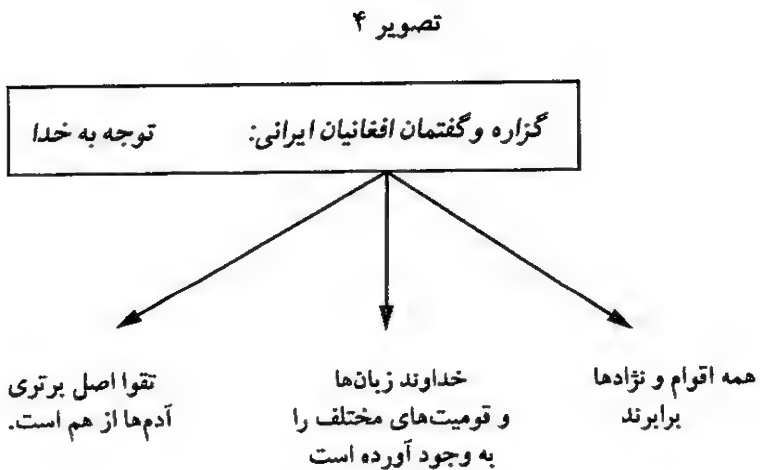 تصویر ۴
گزاره و گفتمان افغانیان ایرانی: توجه به خدا
همه اقوام و نژادها
برابرند
خداوند زبان‌ها
و قومیت‌های مختلف را
به وجود آورده است
تقوا اصل برتری
آدم‌ها از هم است.